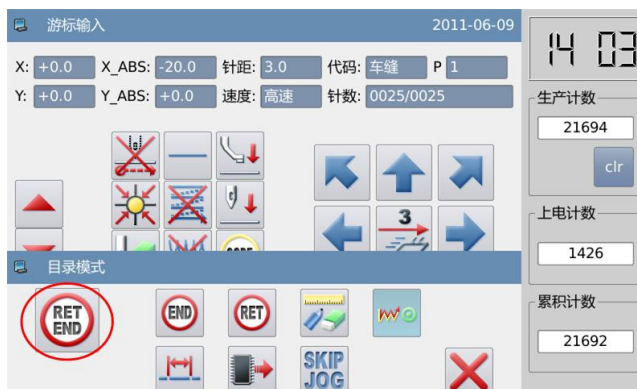 游标输入 2011-06-09
14 03
X: +0.0 X_ABS: -20.0 针距: 3.0 代码: 车缝 P 1
Y: +0.0 Y_ABS: +0.0 速度: 高速 针数: 0025/0025
生产计数
21694
clr
上电计数
3
1426
目录模式
累积计数
21692
RET
END
END
RET
SKIP
JOG